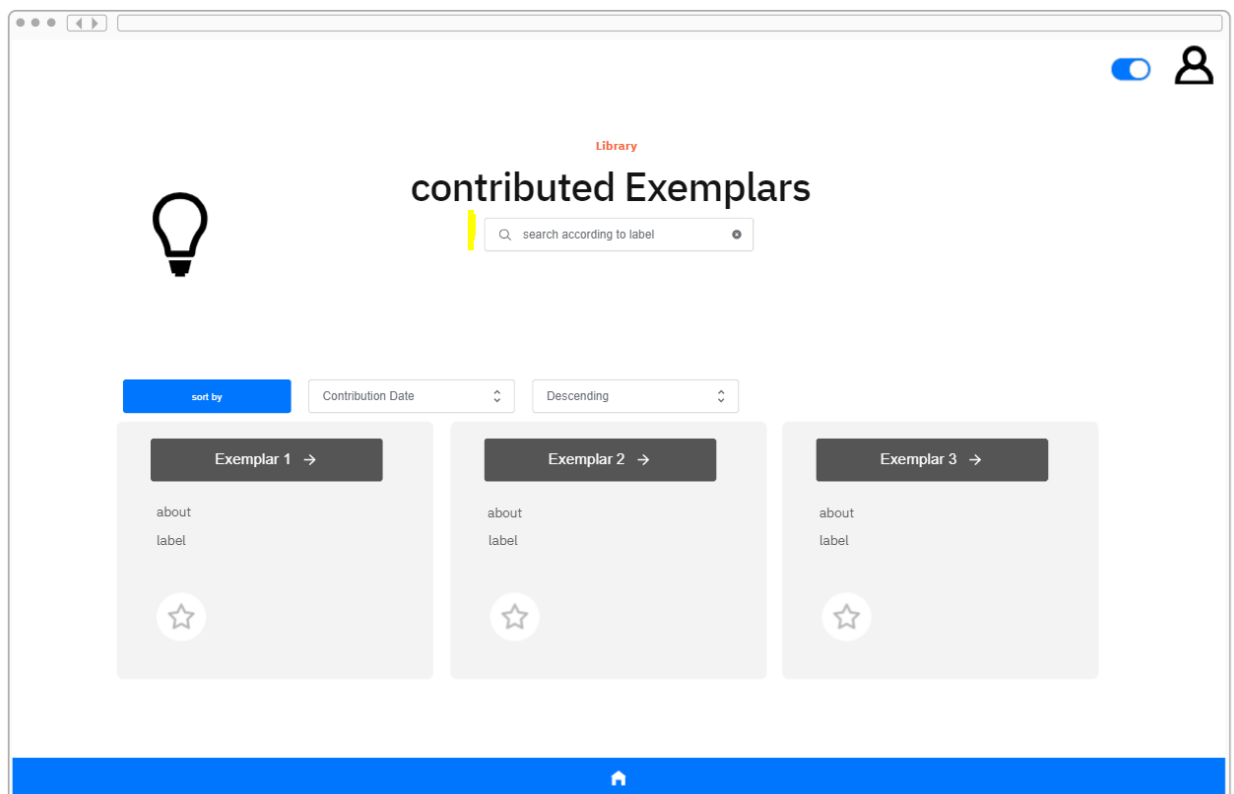 Library
contributed Exemplars
search according to label
sort by
Contribution Date
Descending
Exemplar 1 →
Exemplar 2 →
Exemplar 3 →
about
about
about
label
label
label